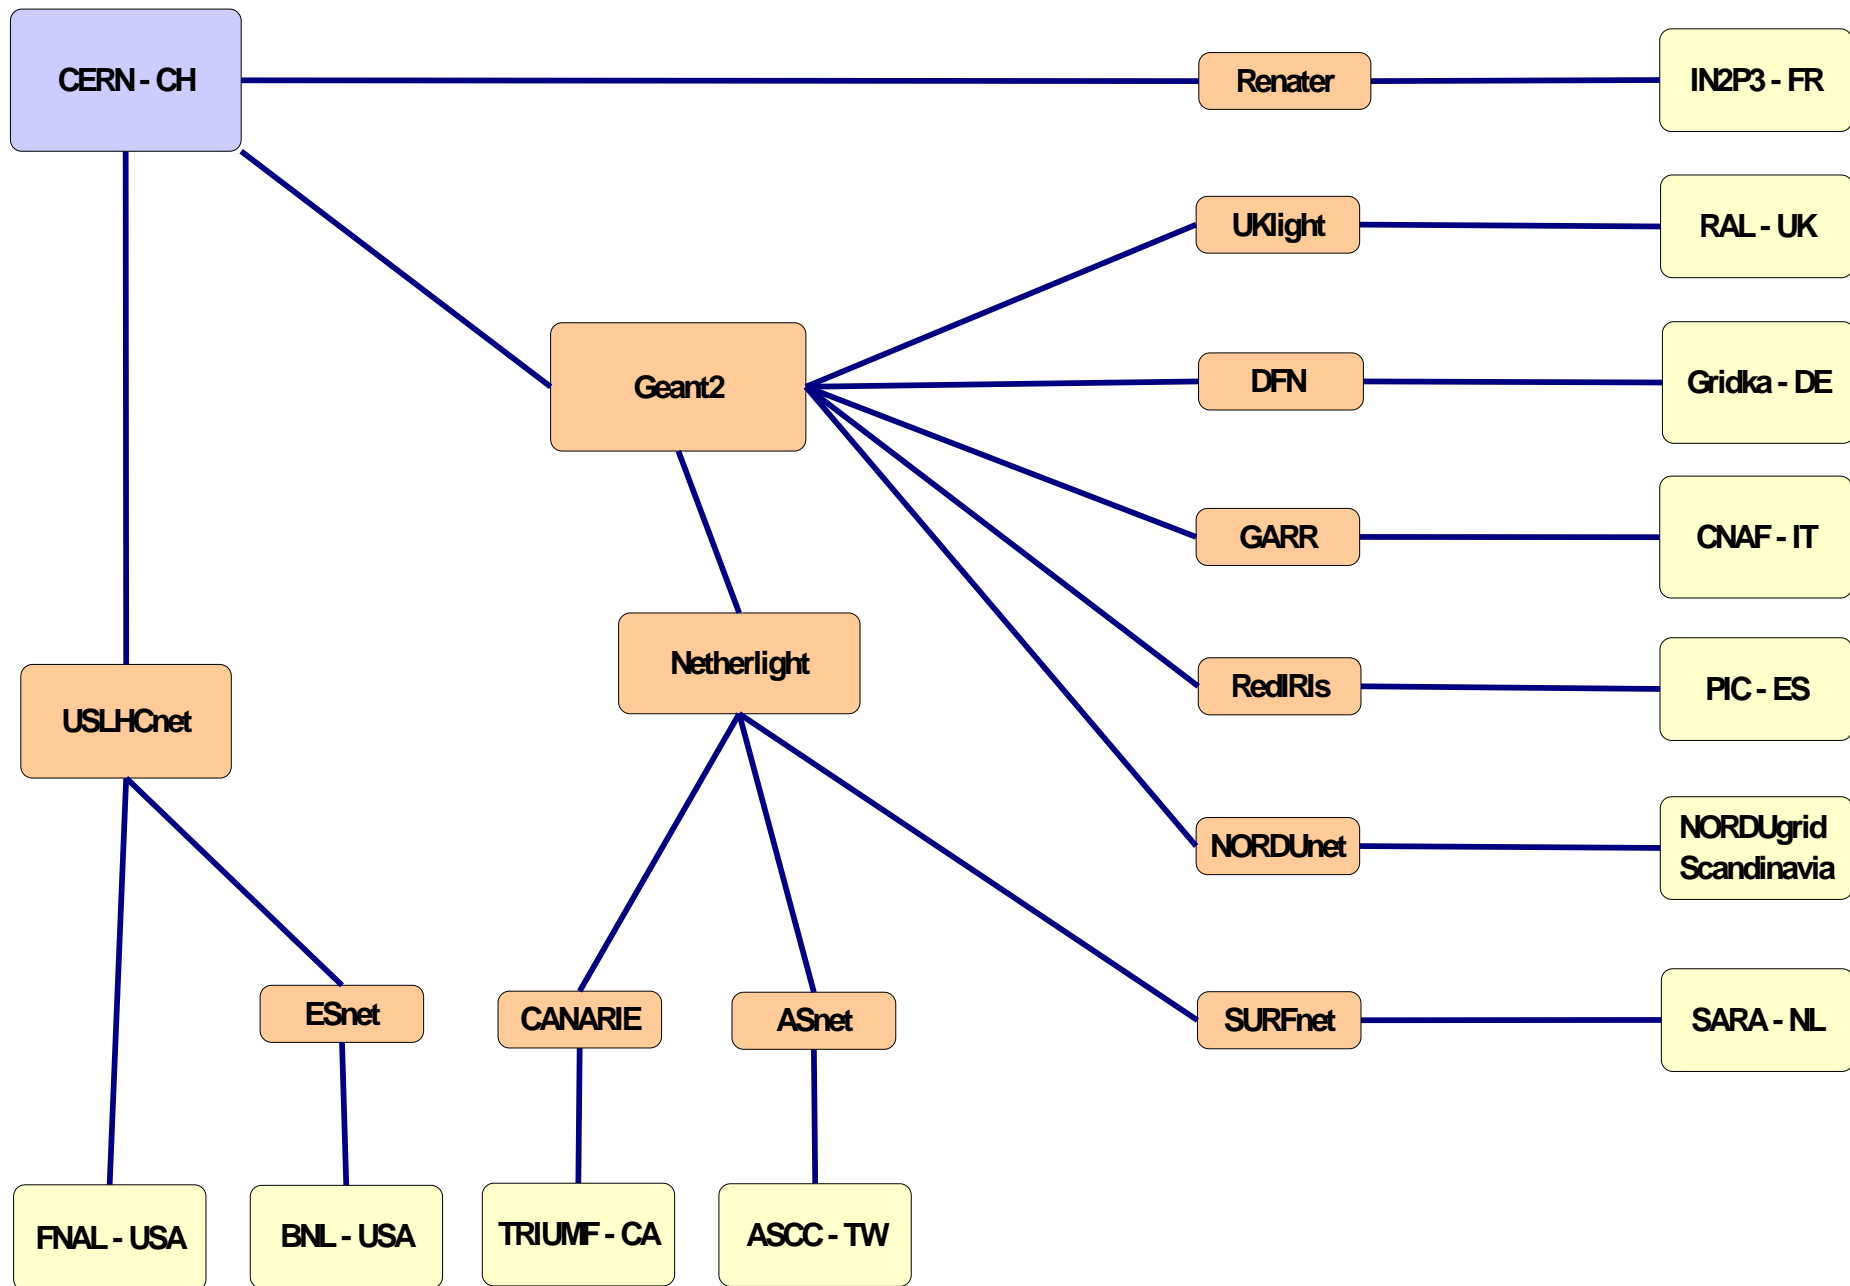 CERN - CH
Renater
IN2P3 - FR
UKlight
RAL - UK
Geant2
DFN
Gridka - DE
GARR
CNAF - IT
Netherlight
RedIRIs
PIC - ES
USLHCnet
NORDUnet
NORDUgrid
Scandinavia
ESnet
CANARIE
ASnet
SURFnet
SARA - NL
FNAL - USA
BNL - USA
TRIUMF - CA
ASCC - TW